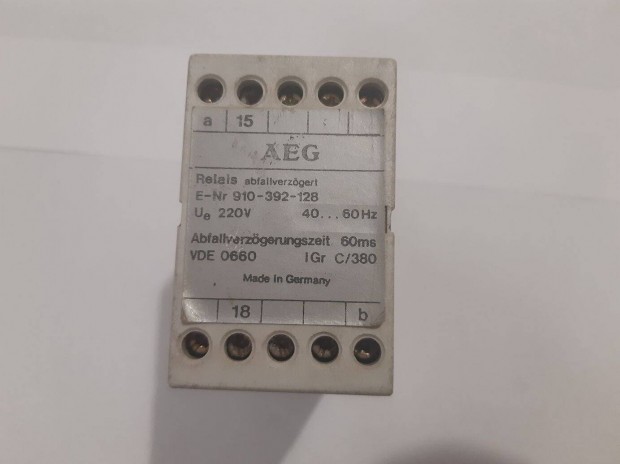 a 15
AEG
Relais abfallverzögert
E-Nr 910-392-128
Ue 220V 40...60Hz
Abfallverzögerungszeit 60ms
VDE 0660 IGr C/380
Made in Germany
18 b